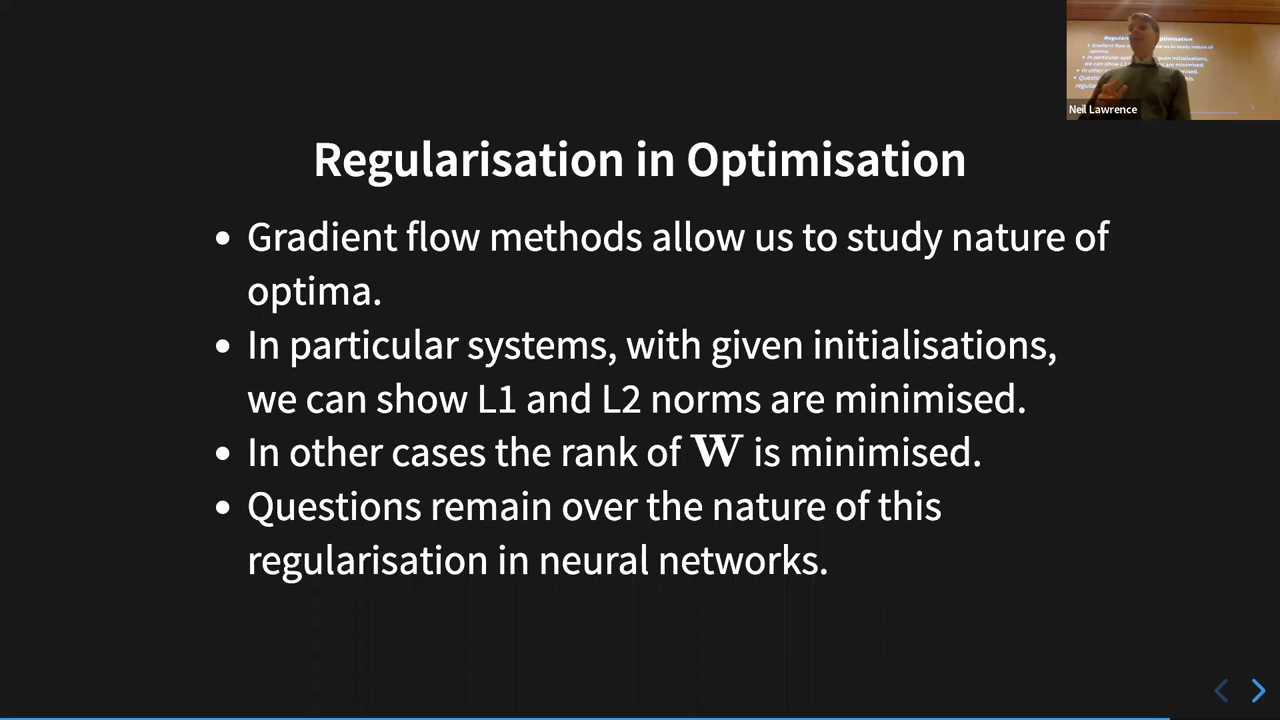 Regularisation in Optimisation
Gradient flow methods allow us to study nature of
optima.
In particular systems, with given initialisations,
we can show L1 and L2 norms are minimised.
In other cases the rank of W is minimised.
Questions remain over the nature of this
regularisation in neural networks.
Neil Lawrence